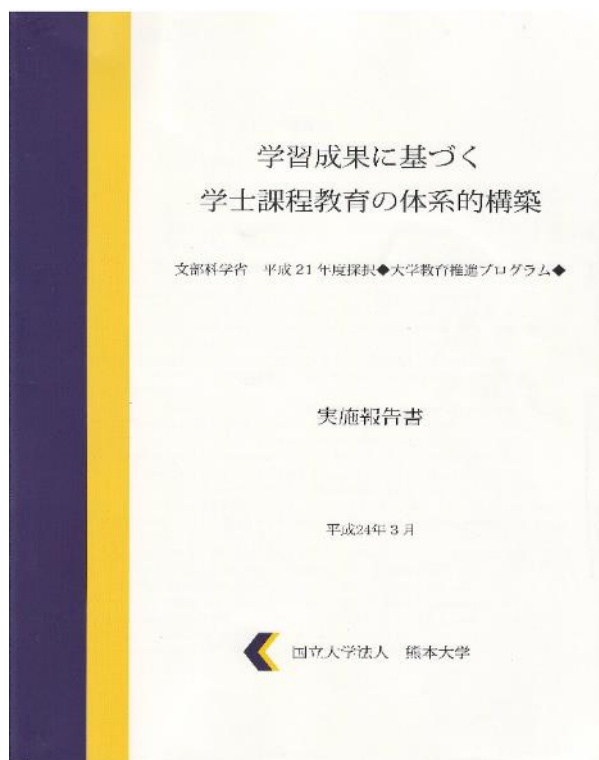 学習成果に基づく
学士課程教育の体系的構築
文部科学省　平成 21 年度採択◆大学教育推進プログラム◆
実施報告書
平成24年 3 月
国立大学法人　熊本大学